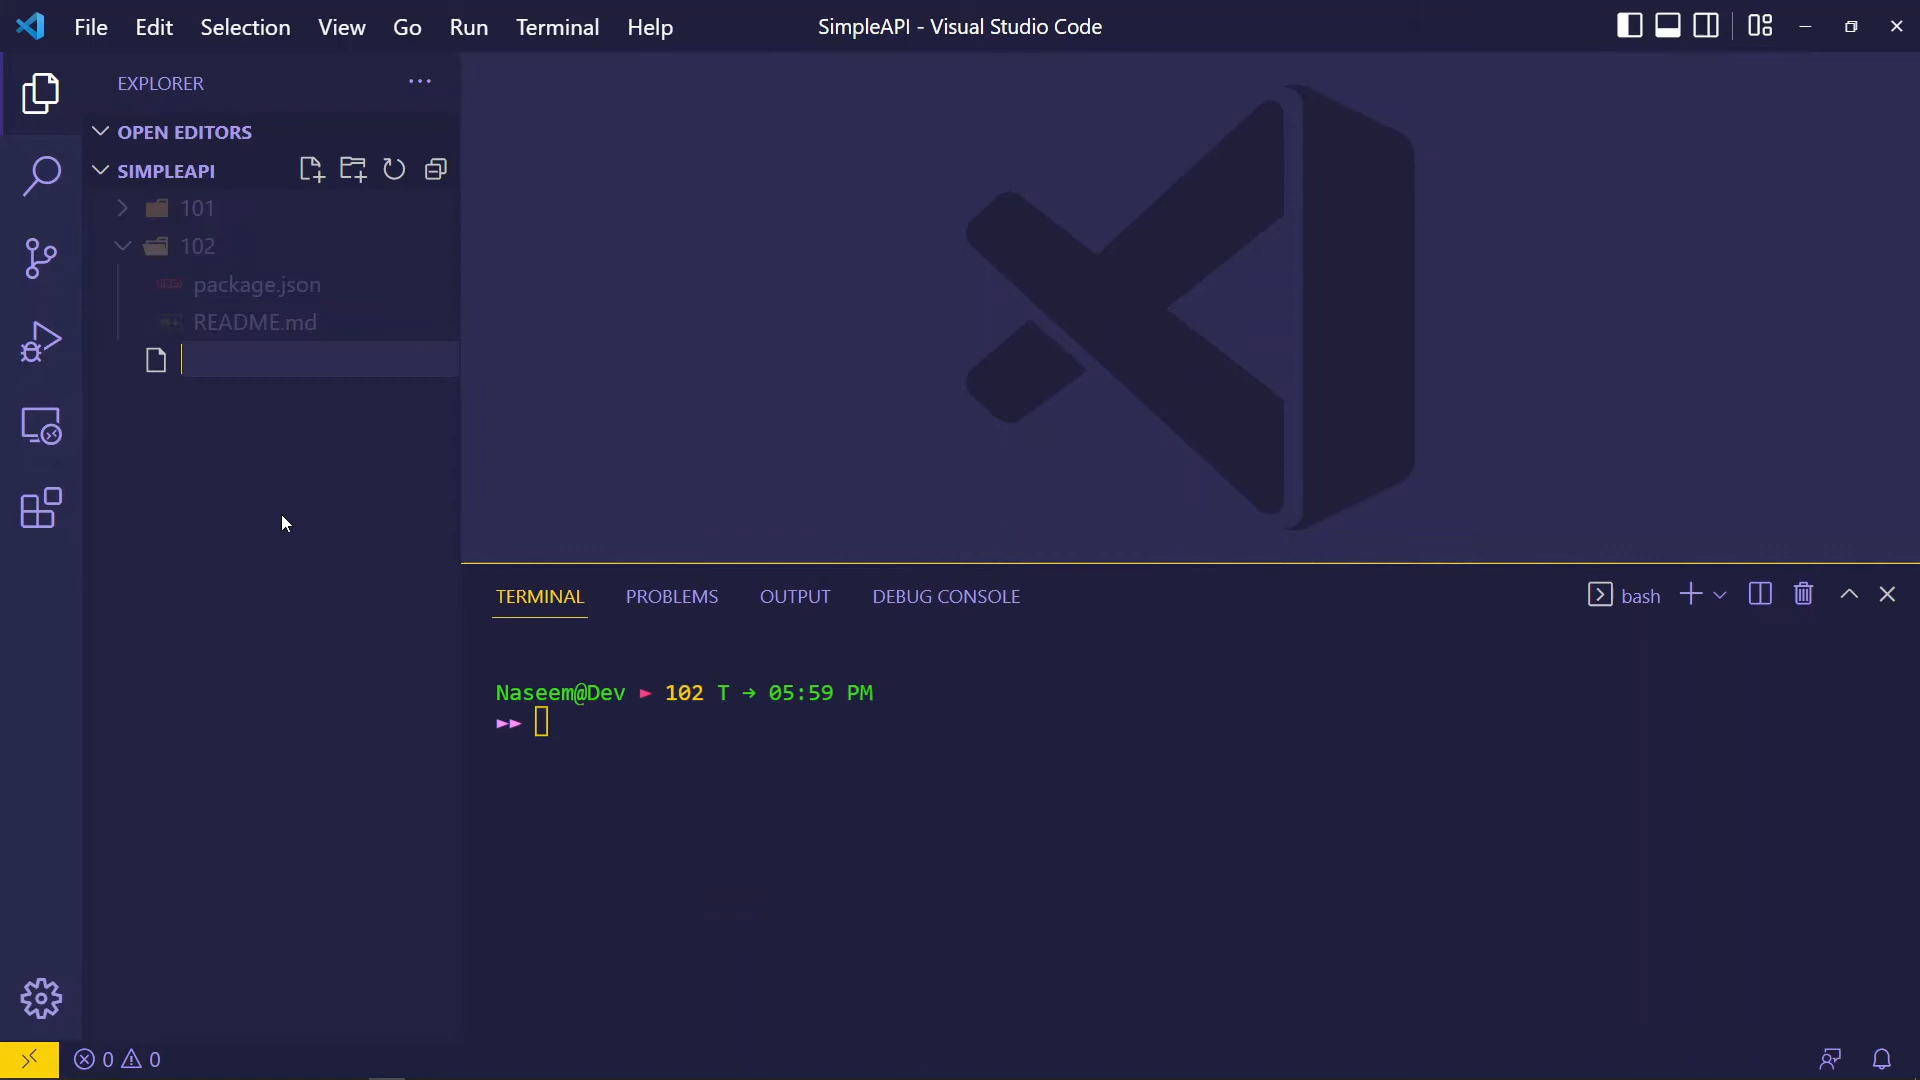 File Edit Selection View Go Run Terminal Help
SimpleAPI - Visual Studio Code
EXPLORER
OPEN EDITORS
SIMPLEAPI
101
102
package.json
README.md
TERMINAL PROBLEMS OUTPUT DEBUG CONSOLE
bash
Naseem@Dev ► 102 T → 05:59 PM
►►
0 0